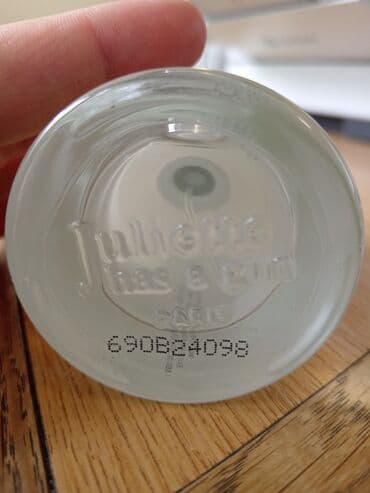 Juliette
has a gun
PARIS
690B24098